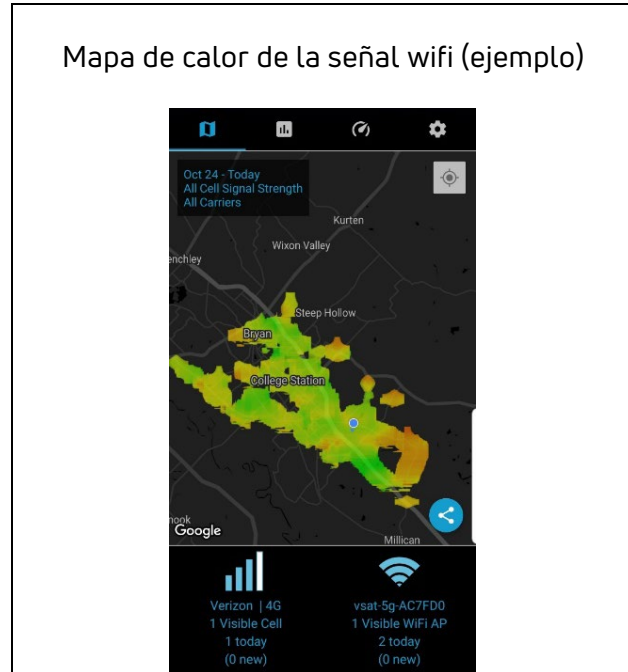 Mapa de calor de la señal wifi (ejemplo)
Oct 24 - Today
All Cell Signal Strength
All Carriers
Kurten
Wixon Valley
enchley
Steep Hollow
Bryan
College Station
nook
Google
Millican
Verizon | 4G
1 Visible Cell
1 today
(0 new)
vsat-5g-AC7FD0
1 Visible WiFi AP
2 today
(0 new)